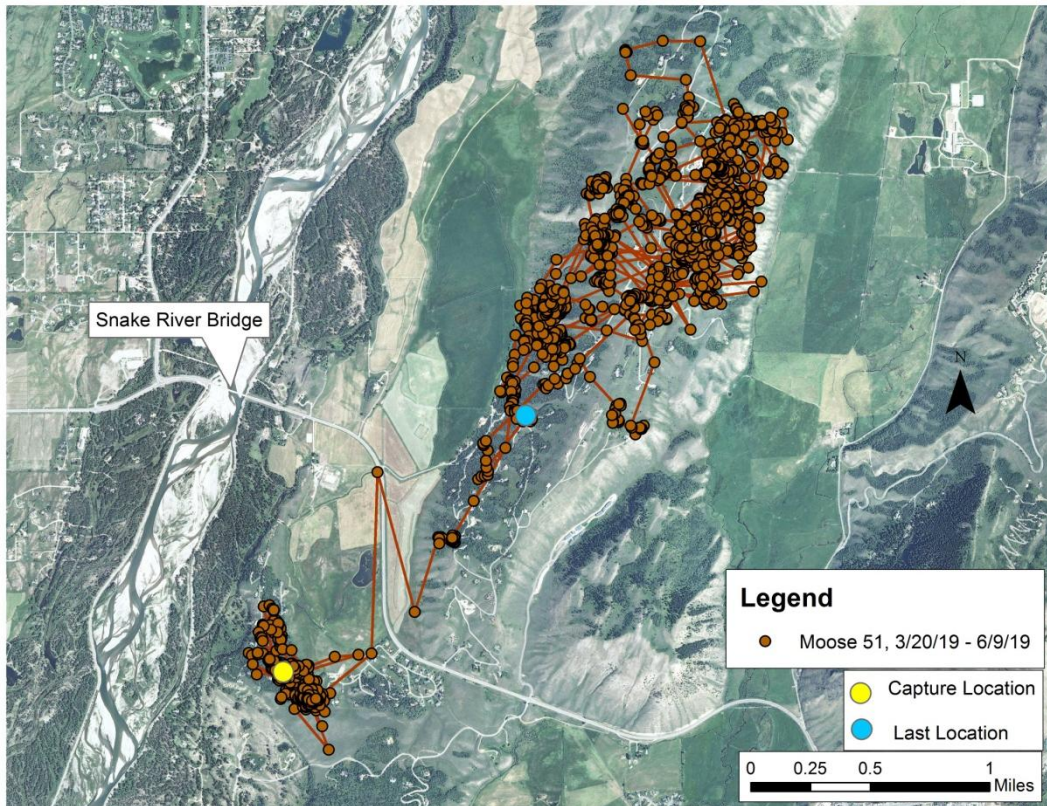 Snake River Bridge
N
Legend
Moose 51, 3/20/19 - 6/9/19
Capture Location
Last Location
0 0.25 0.5 1
Miles